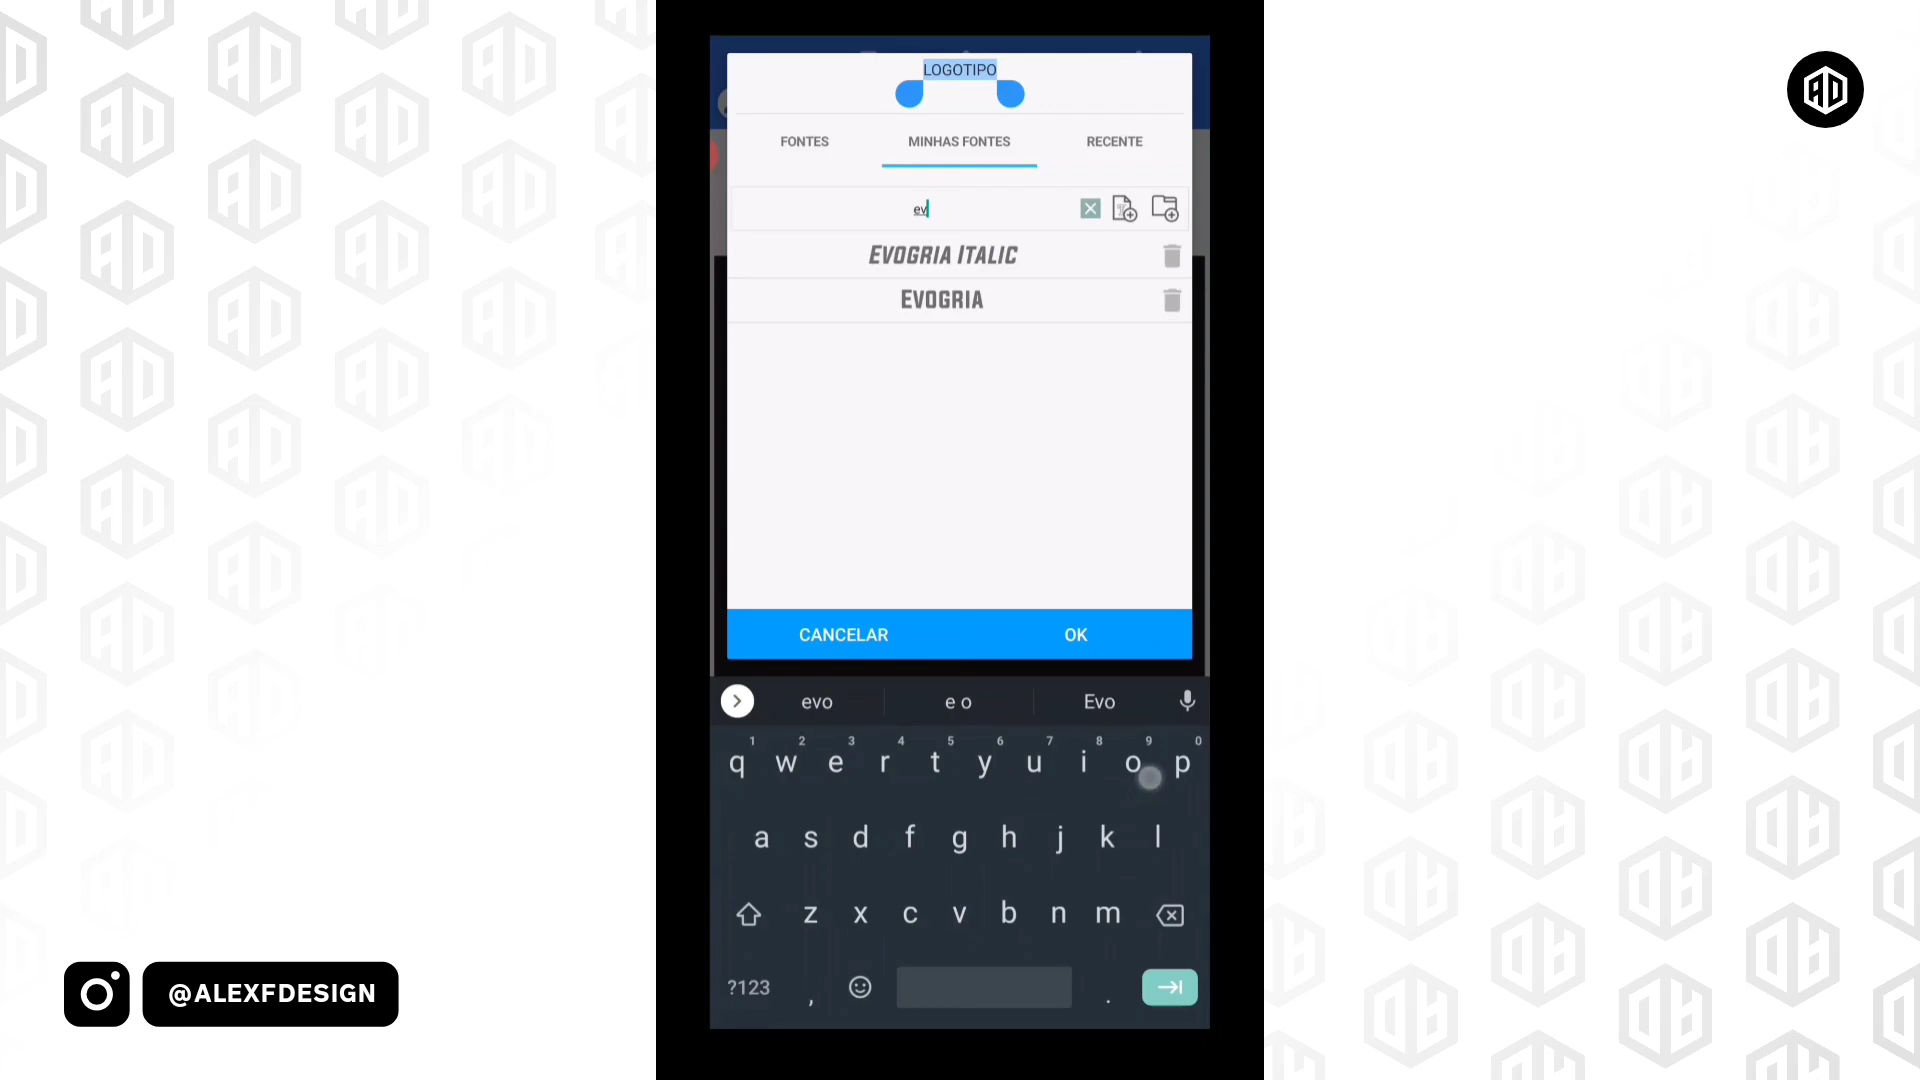 LOGOTIPO
FONTES MINHAS FONTES RECENTE
ev
EVOGRIA ITALIC
EVOGRIA
CANCELAR OK
evo e o Evo
1 2 3 4 5 6 7 8 9 0
q w e r t y u i o p
a s d f g h j k l
z x c v b n m
?123 , .
@ALEXFDESIGN
AD